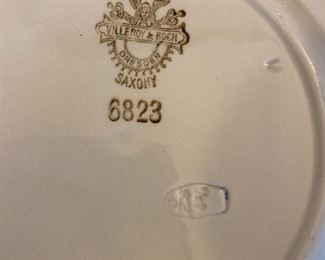 VILLEROY & BOCH
DRESDEN
SAXONY
6823